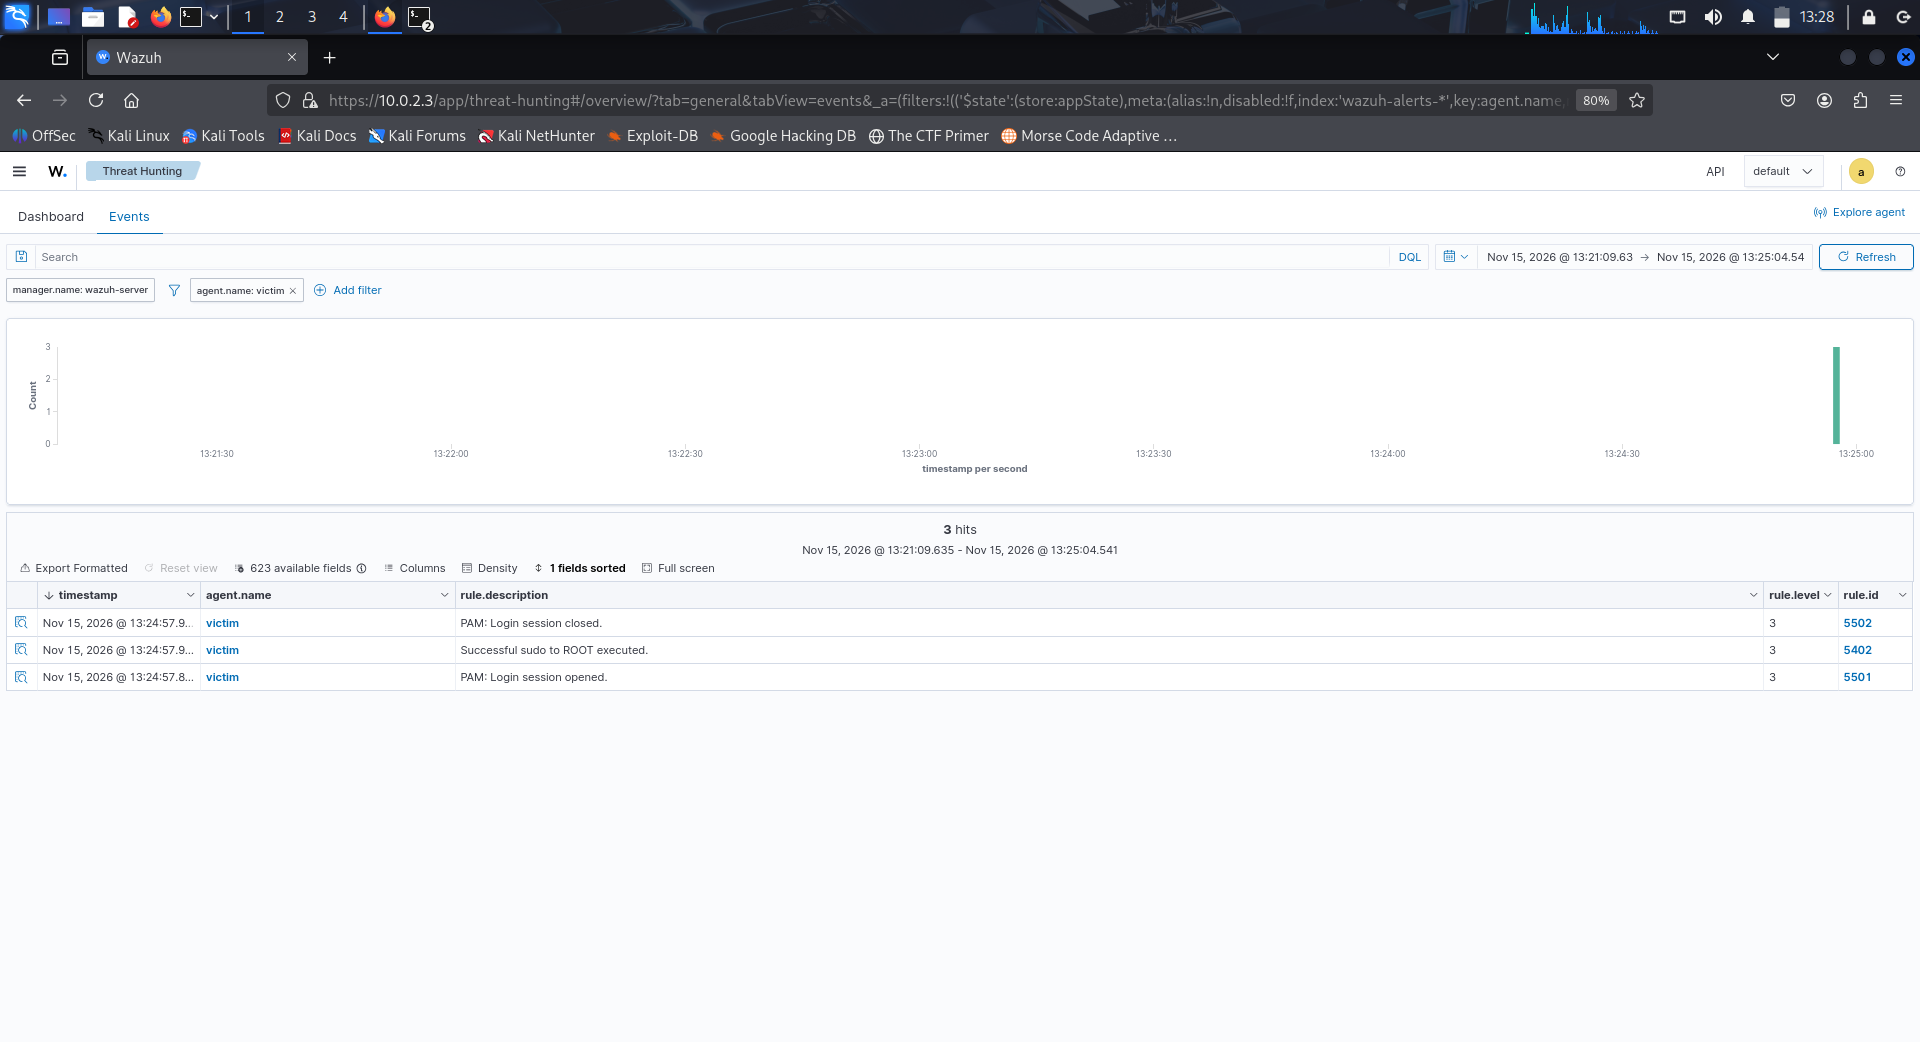 1 2 3 4 2 13:28
Wazuh
https://10.0.2.3/app/threat-hunting#/overview/?tab=general&tabView=events&_a=(filters:!(('$state':(store:appState),meta:(alias:!n,disabled:!f,index:'wazuh-alerts-*',key:agent.name, 80%
OffSec Kali Linux Kali Tools Kali Docs Kali Forums Kali NetHunter Exploit-DB Google Hacking DB The CTF Primer Morse Code Adaptive …
W. Threat Hunting API default a
Dashboard Events Explore agent
Search DQL Nov 15, 2026 @ 13:21:09.63 → Nov 15, 2026 @ 13:25:04.54 Refresh
manager.name: wazuh-server agent.name: victim × Add filter
3
2
1
0
Count
13:21:30 13:22:00 13:22:30 13:23:00 13:23:30 13:24:00 13:24:30 13:25:00
timestamp per second
3 hits
Nov 15, 2026 @ 13:21:09.635 - Nov 15, 2026 @ 13:25:04.541
Export Formatted Reset view 623 available fields Columns Density 1 fields sorted Full screen
timestamp agent.name rule.description rule.level rule.id
Nov 15, 2026 @ 13:24:57.9... victim PAM: Login session closed. 3 5502
Nov 15, 2026 @ 13:24:57.9... victim Successful sudo to ROOT executed. 3 5402
Nov 15, 2026 @ 13:24:57.8... victim PAM: Login session opened. 3 5501